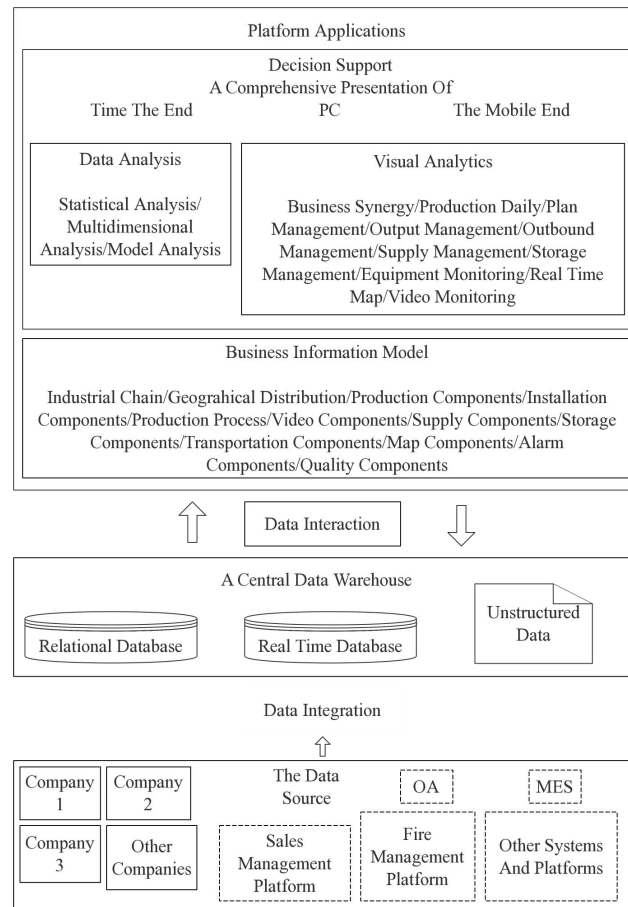 Platform Applications
Decision Support
A Comprehensive Presentation Of
Time The End PC The Mobile End
Data Analysis
Statistical Analysis/
Multidimensional
Analysis/Model Analysis
Visual Analytics
Business Synergy/Production Daily/Plan
Management/Output Management/Outbound
Management/Supply Management/Storage
Management/Equipment Monitoring/Real Time
Map/Video Monitoring
Business Information Model
Industrial Chain/Geograhical Distribution/Production Components/Installation
Components/Production Process/Video Components/Supply Components/Storage
Components/Transportation Components/Map Components/Alarm
Components/Quality Components
Data Interaction
A Central Data Warehouse
Relational Database
Real Time Database
Unstructured
Data
Data Integration
Company
1
Company
2
Company
3
Other
Companies
The Data
Source
OA
MES
Sales
Management
Platform
Fire
Management
Platform
Other Systems
And Platforms